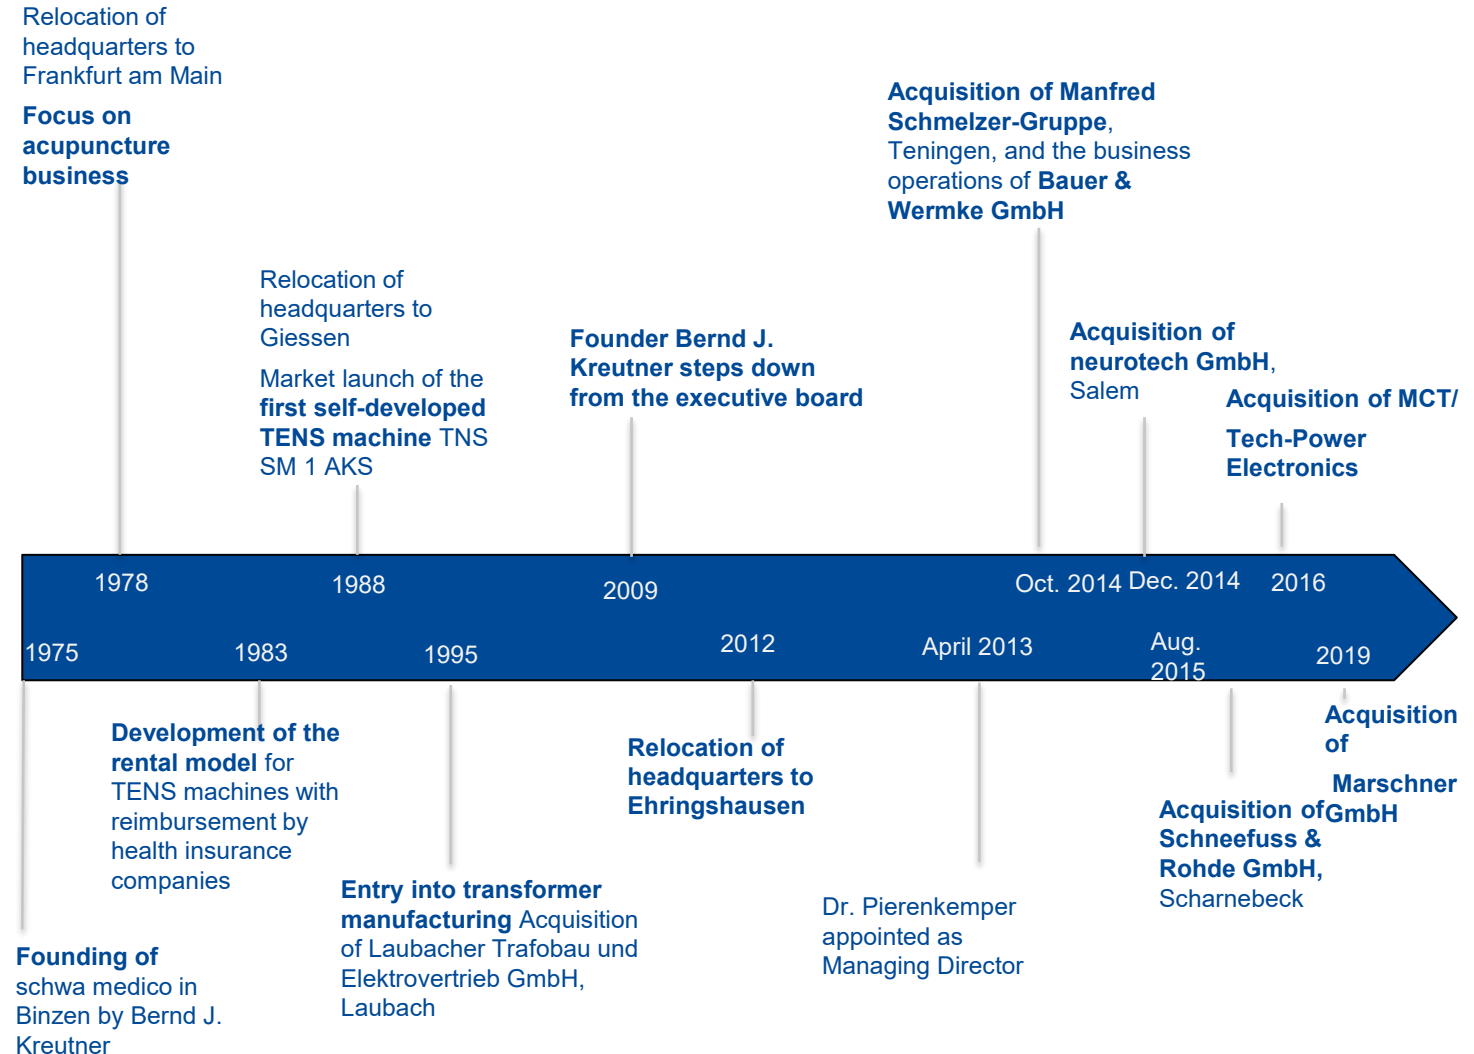 Relocation of
headquarters to
Frankfurt am Main
Focus on
acupuncture
business
Relocation of
headquarters to
Giessen
Market launch of the
first self-developed
TENS machine TNS
SM 1 AKS
Founder Bernd J.
Kreutner steps down
from the executive board
Acquisition of Manfred
Schmelzer-Gruppe,
Teningen, and the business
operations of Bauer &
Wermke GmbH
Acquisition of
neurotech GmbH,
Salem
Acquisition of MCT/
Tech-Power
Electronics
1978
1988
2009
Oct. 2014
Dec. 2014
2016
1975
1983
1995
2012
April 2013
Aug.
2015
2019
Founding of
schwa medico in
Binzen by Bernd J.
Kreutner
Development of the
rental model for
TENS machines with
reimbursement by
health insurance
companies
Entry into transformer
manufacturing Acquisition
of Laubacher Trafobau und
Elektrovertrieb GmbH,
Laubach
Relocation of
headquarters to
Ehringshausen
Dr. Pierenkemper
appointed as
Managing Director
Acquisition of
Schneefuss &
Rohde GmbH,
Scharnebeck
Acquisition
of
Marschner
GmbH